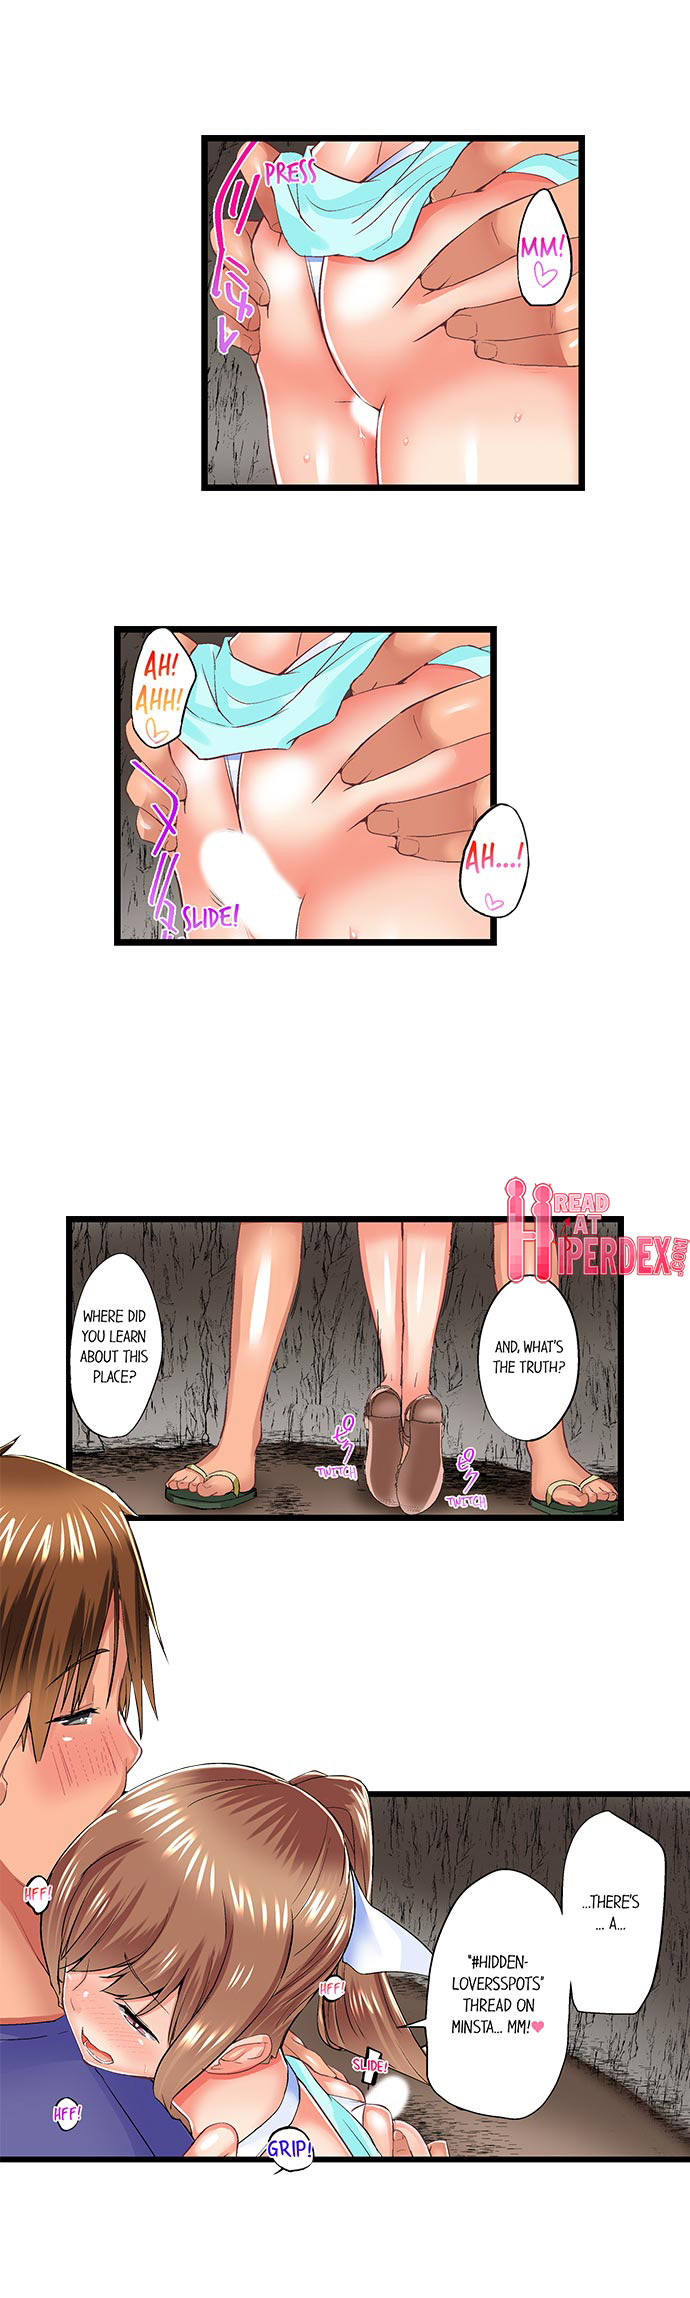 PRESS
MM!
AH!
AHH!
SLIDE!
AH...!
READ
AT
HIPERDEX.COM
WHERE DID
YOU LEARN
ABOUT THIS
PLACE?
AND, WHAT'S
THE TRUTH?
TWITCH
TWITCH
...THERE'S
... A...
"#HIDDEN-
LOVERSSPOTS"
THREAD ON
MINSTA... MM!♥
HFF!
HFF!
SLIDE!
HFF!
GRIP!